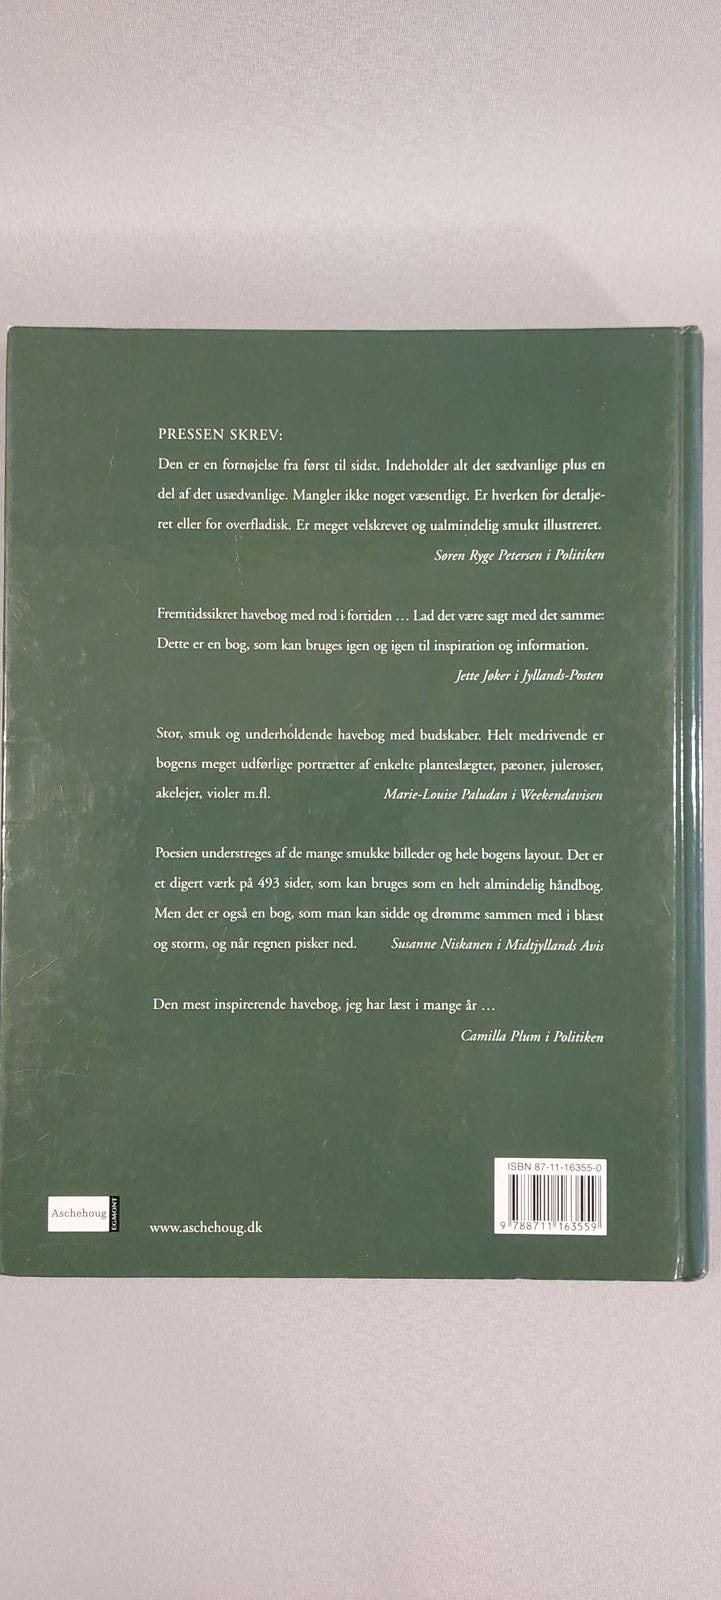 PRESSEN SKREV:
Den er en fornøjelse fra først til sidst. Indeholder alt det sædvanlige plus en
del af det usædvanlige. Mangler ikke noget væsentligt. Er hverken for detalje-
ret eller for overfladisk. Er meget velskrevet og ualmindelig smukt illustreret.
Søren Ryge Petersen i Politiken
Fremtidssikret havebog med rod i fortiden … Lad det være sagt med det samme:
Dette er en bog, som kan bruges igen og igen til inspiration og information.
Jette Jøker i Jyllands-Posten
Stor, smuk og underholdende havebog med budskaber. Helt medrivende er
bogens meget udførlige portrætter af enkelte planteslægter, pæoner, juleroser,
akelejer, violer m.fl. Marie-Louise Paludan i Weekendavisen
Poesien understreges af de mange smukke billeder og hele bogens layout. Det er
et digert værk på 493 sider, som kan bruges som en helt almindelig håndbog.
Men det er også en bog, som man kan sidde og drømme sammen med i blæst
og storm, og når regnen pisker ned. Susanne Niskanen i Midtjyllands Avis
Den mest inspirerende havebog, jeg har læst i mange år …
Camilla Plum i Politiken
ISBN 87-11-16355-0
9 788711 163559
Aschehoug
EGMONT
www.aschehoug.dk